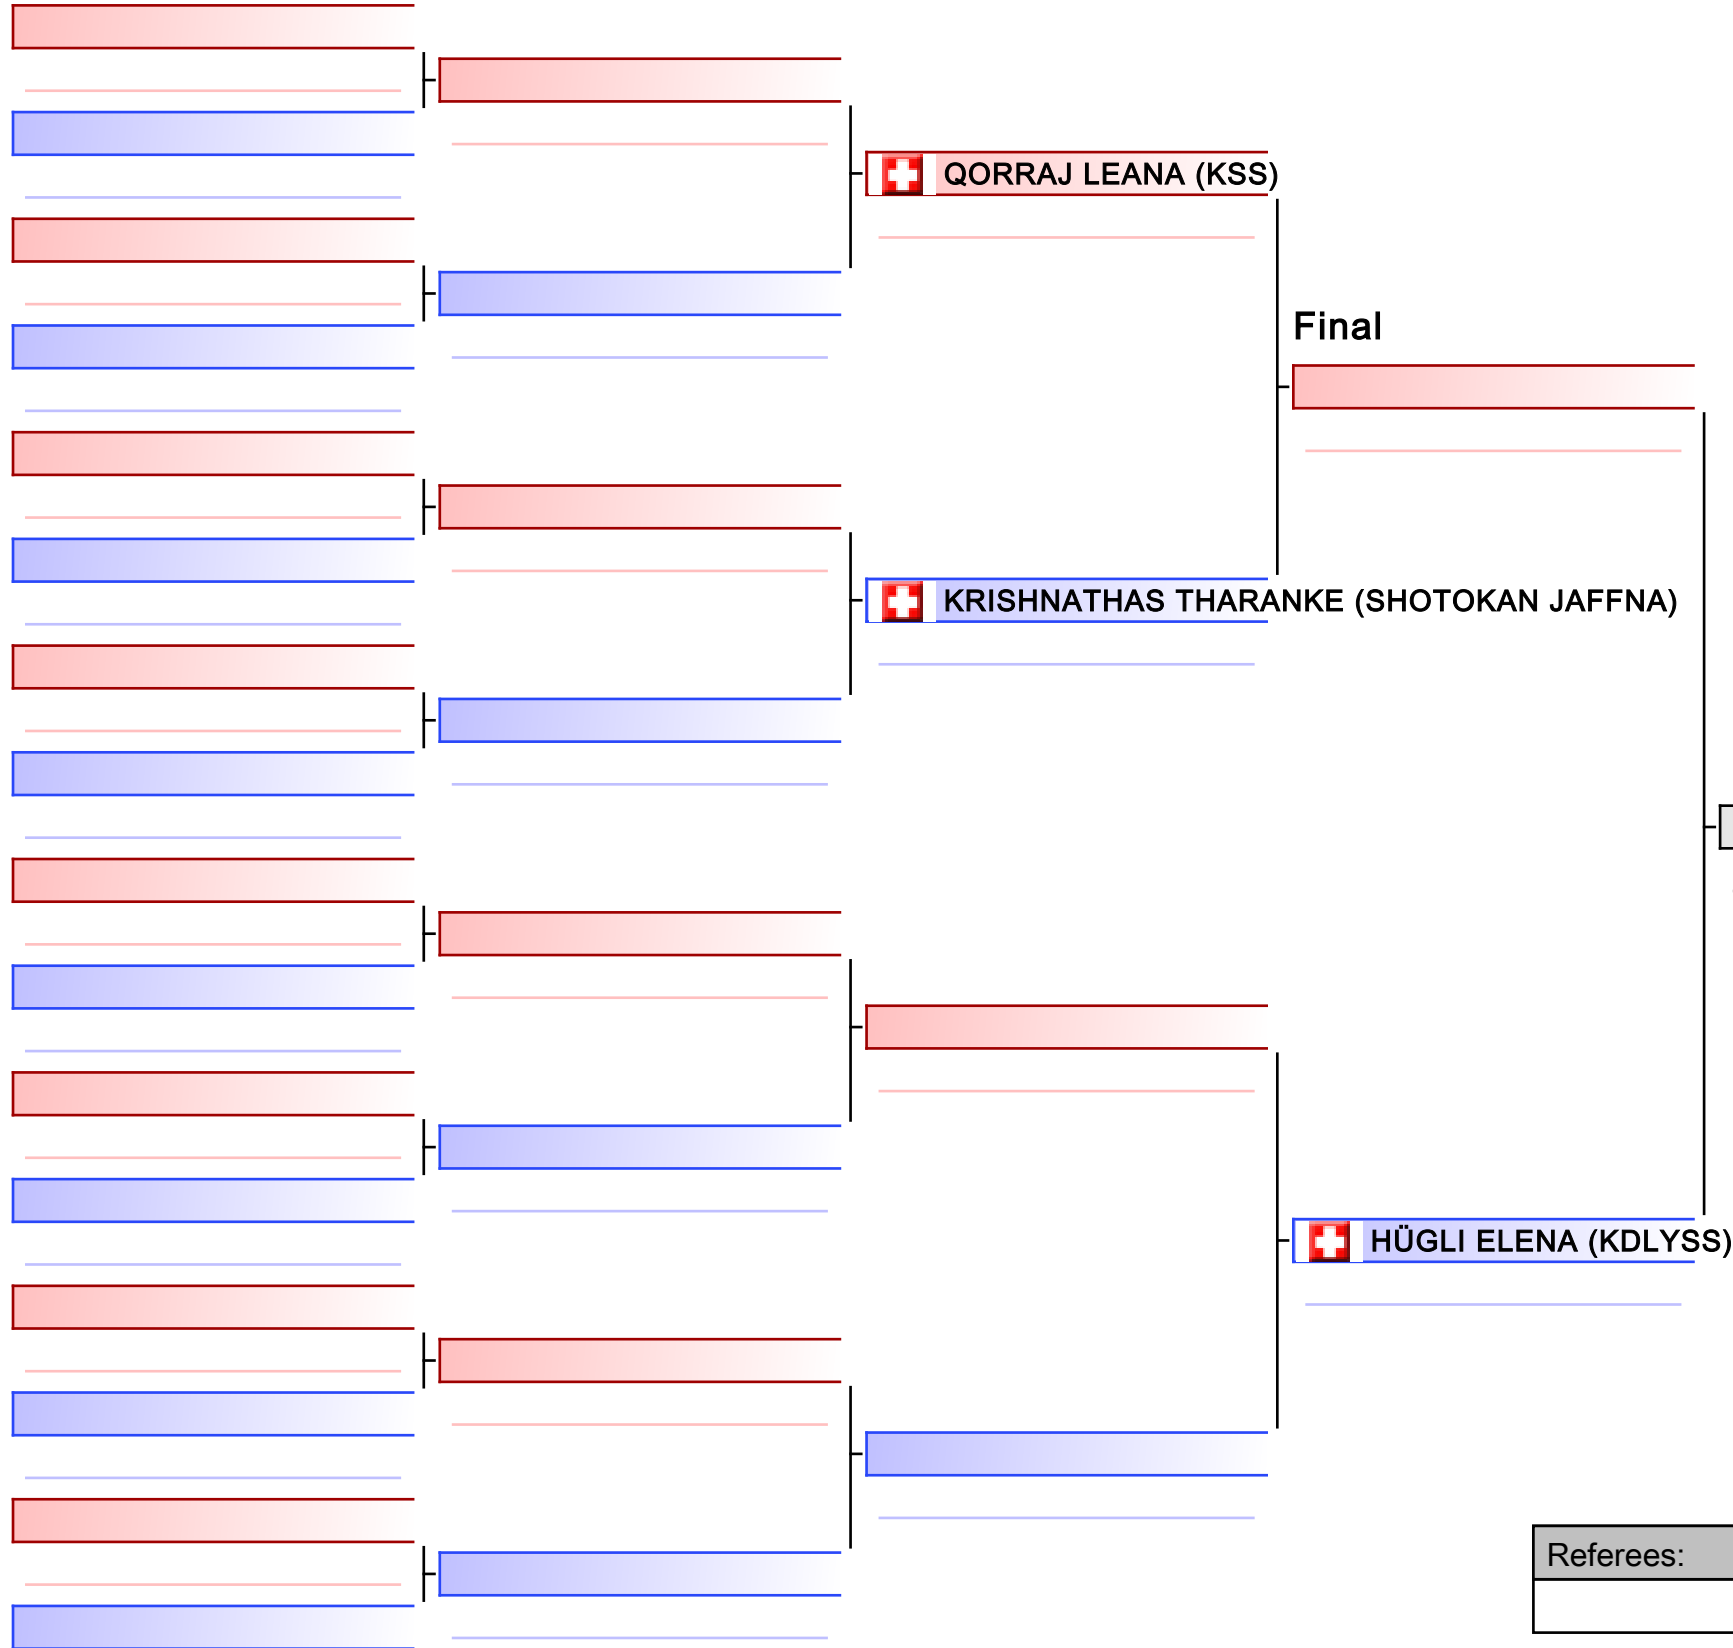 QORRAJ LEANA (KSS)
Final
KRISHNATHAS THARANKE (SHOTOKAN JAFFNA)
HÜGLI ELENA (KDLYSS)
Referees: